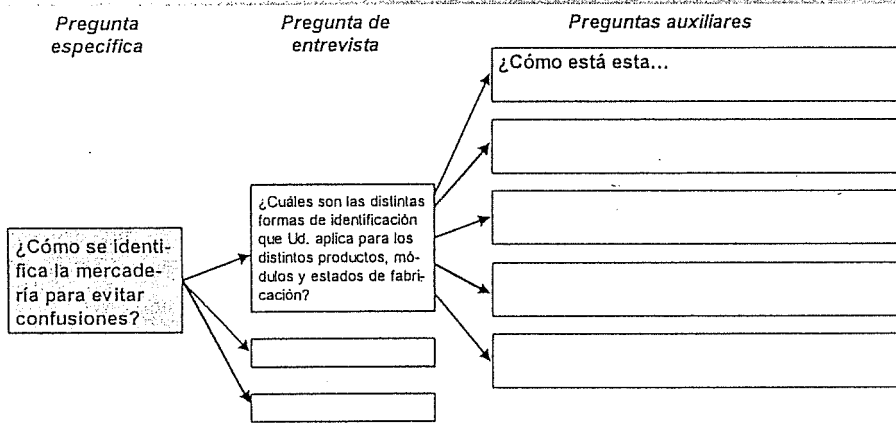 Pregunta
específica
Pregunta de
entrevista
Preguntas auxiliares
¿Cómo está esta...
¿Cuáles son las distintas
formas de identificación
que Ud. aplica para los
distintos productos, mó-
dulos y estados de fabri-
cación?
¿Cómo se identi-
fica la mercade-
ría para evitar
confusiones?